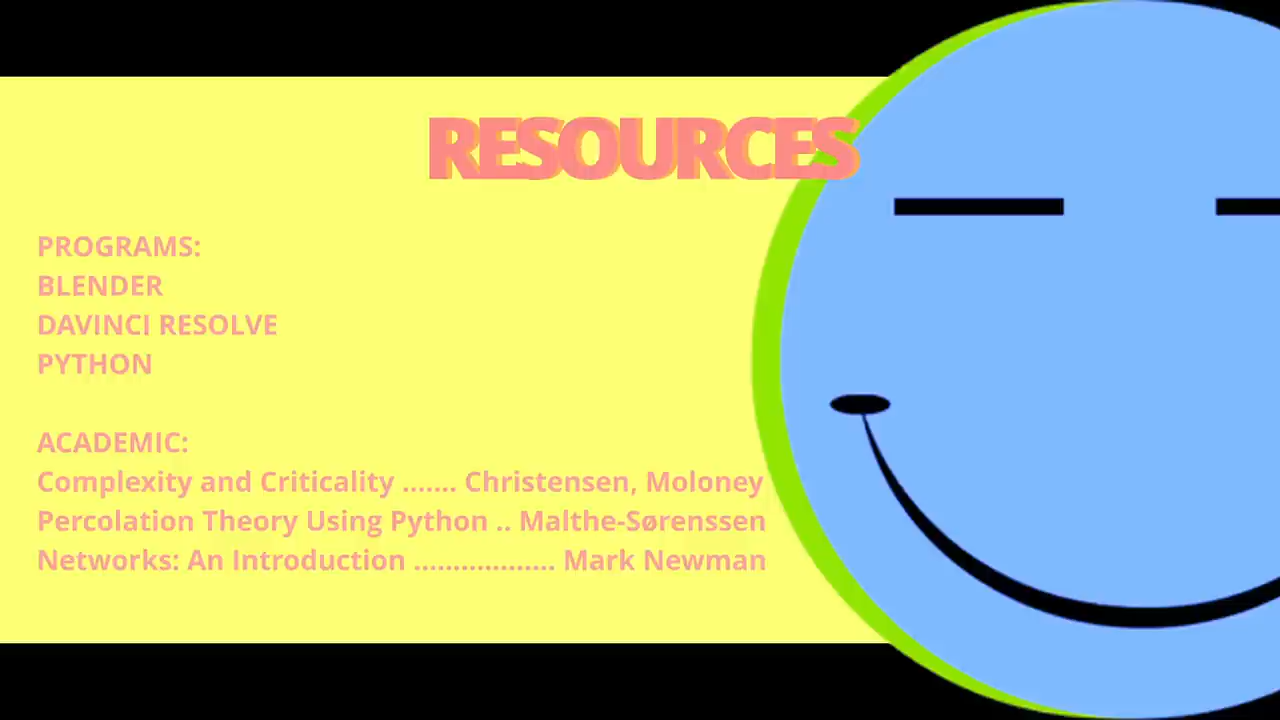 RESOURCES
PROGRAMS:
BLENDER
DAVINCI RESOLVE
PYTHON
ACADEMIC:
Complexity and Criticality ....... Christensen, Moloney
Percolation Theory Using Python .. Malthe-Sørenssen
Networks: An Introduction .................. Mark Newman